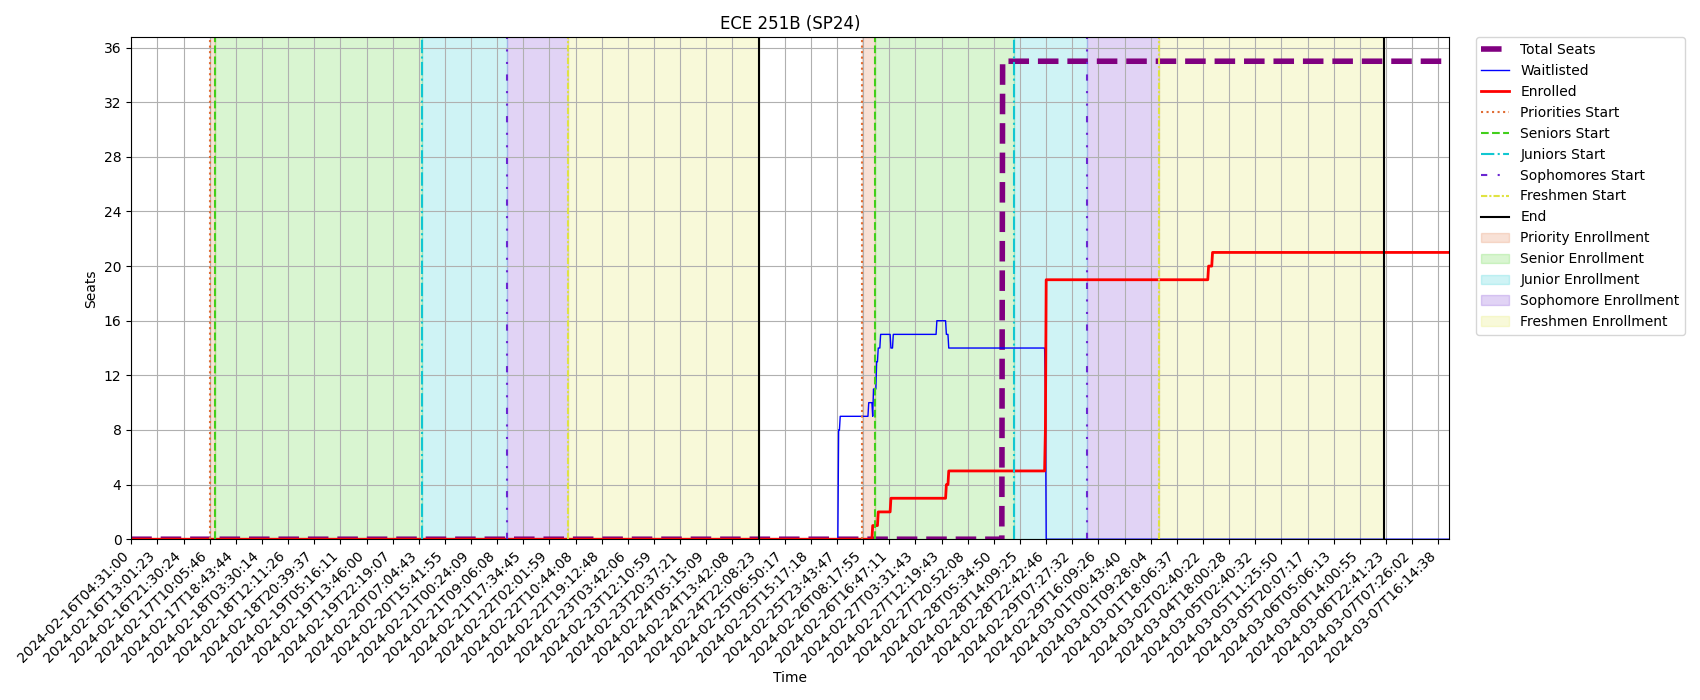 ECE 251B (SP24)
36
32
28
24
20
16
12
8
4
0
Seats
2024-02-16T04:31:00
2024-02-16T13:01:23
2024-02-16T21:30:24
2024-02-17T10:05:46
2024-02-17T18:43:44
2024-02-18T03:30:14
2024-02-18T12:11:26
2024-02-18T20:39:37
2024-02-19T05:16:11
2024-02-19T13:46:00
2024-02-19T22:19:07
2024-02-20T07:04:43
2024-02-20T15:41:55
2024-02-21T00:24:09
2024-02-21T09:06:08
2024-02-21T17:34:45
2024-02-22T02:01:59
2024-02-22T10:44:08
2024-02-22T19:12:48
2024-02-23T03:42:06
2024-02-23T12:10:59
2024-02-23T20:37:21
2024-02-24T05:15:09
2024-02-24T13:42:08
2024-02-24T22:08:23
2024-02-25T06:50:17
2024-02-25T15:17:18
2024-02-25T23:43:47
2024-02-26T08:17:55
2024-02-26T16:47:11
2024-02-27T03:31:43
2024-02-27T12:19:43
2024-02-27T20:52:08
2024-02-28T05:34:50
2024-02-28T14:09:25
2024-02-28T22:42:46
2024-02-29T07:27:32
2024-02-29T16:09:26
2024-03-01T00:43:40
2024-03-01T09:28:04
2024-03-01T18:06:37
2024-03-02T02:40:22
2024-03-04T18:00:28
2024-03-05T02:40:32
2024-03-05T11:25:50
2024-03-05T20:07:17
2024-03-06T05:06:13
2024-03-06T14:00:55
2024-03-06T22:41:23
2024-03-07T07:26:02
2024-03-07T16:14:38
Time
Total Seats
Waitlisted
Enrolled
Priorities Start
Seniors Start
Juniors Start
Sophomores Start
Freshmen Start
End
Priority Enrollment
Senior Enrollment
Junior Enrollment
Sophomore Enrollment
Freshmen Enrollment